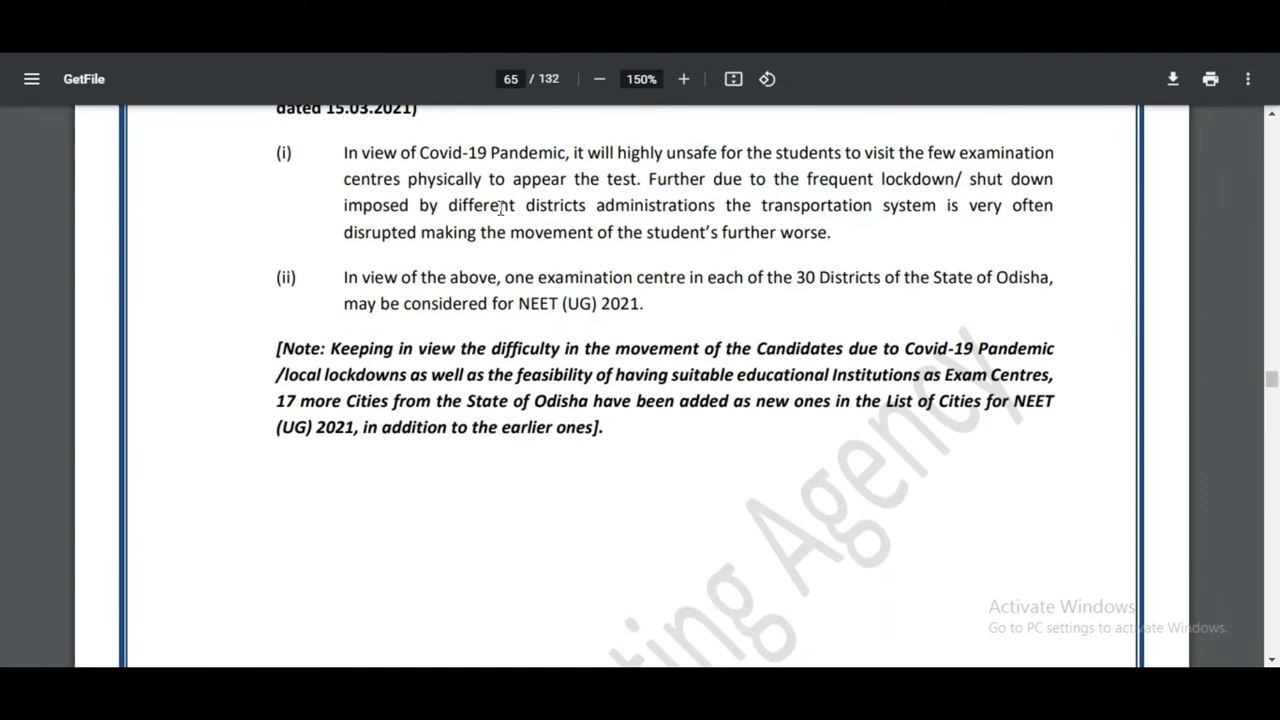 GetFile
65 / 132
150%
dated 15.03.2021)
(i) In view of Covid-19 Pandemic, it will highly unsafe for the students to visit the few examination
centres physically to appear the test. Further due to the frequent lockdown/ shut down
imposed by different districts administrations the transportation system is very often
disrupted making the movement of the student’s further worse.
(ii) In view of the above, one examination centre in each of the 30 Districts of the State of Odisha,
may be considered for NEET (UG) 2021.
[Note: Keeping in view the difficulty in the movement of the Candidates due to Covid-19 Pandemic
/local lockdowns as well as the feasibility of having suitable educational Institutions as Exam Centres,
17 more Cities from the State of Odisha have been added as new ones in the List of Cities for NEET
(UG) 2021, in addition to the earlier ones].
ting Agency
Activate Windows
Go to PC settings to activate Windows.